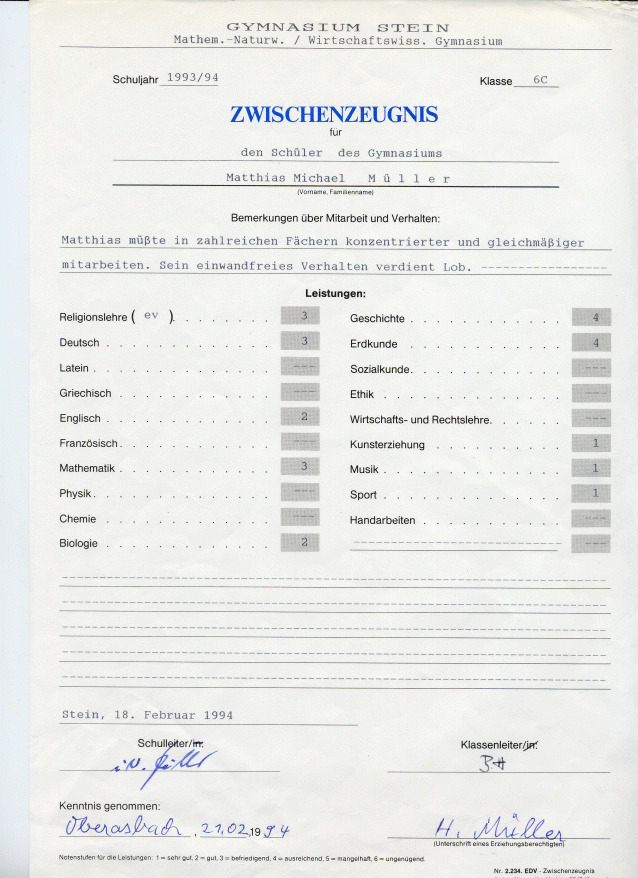 GYMNASIUM STEIN
Mathem.-Naturw. / Wirtschaftswiss. Gymnasium
Schuljahr 1993/94 Klasse 6C
ZWISCHENZEUGNIS
für
den Schüler des Gymnasiums
Matthias Michael M ü l l e r
(Vorname, Familienname)
Bemerkungen über Mitarbeit und Verhalten:
Matthias müßte in zahlreichen Fächern konzentrierter und gleichmäßiger
mitarbeiten. Sein einwandfreies Verhalten verdient Lob. ----------------
Leistungen:
Religionslehre ( ev ) . . . . . . . 3
Deutsch . . . . . . . . . . . 3
Latein . . . . . . . . . . . . ---
Griechisch . . . . . . . . . . ---
Englisch . . . . . . . . . . . 2
Französisch . . . . . . . . . . ---
Mathematik . . . . . . . . . . 3
Physik . . . . . . . . . . . . ---
Chemie . . . . . . . . . . . ---
Biologie . . . . . . . . . . . 2
Geschichte . . . . . . . . . . 4
Erdkunde . . . . . . . . . . . 4
Sozialkunde . . . . . . . . . . ---
Ethik . . . . . . . . . . . . ---
Wirtschafts- und Rechtslehre . . . . . ---
Kunsterziehung . . . . . . . . . 1
Musik . . . . . . . . . . . . 1
Sport . . . . . . . . . . . . 1
Handarbeiten . . . . . . . . . ---
---
Stein, 18. Februar 1994
Schulleiter/in: Klassenleiter/in:
i.V.
Kenntnis genommen:
Oberasbach, 21.02.1994 H. Müller
(Unterschrift eines Erziehungsberechtigten)
Notenstufen für die Leistungen: 1 = sehr gut, 2 = gut, 3 = befriedigend, 4 = ausreichend, 5 = mangelhaft, 6 = ungenügend.
Nr. 2.234. EDV - Zwischenzeugnis